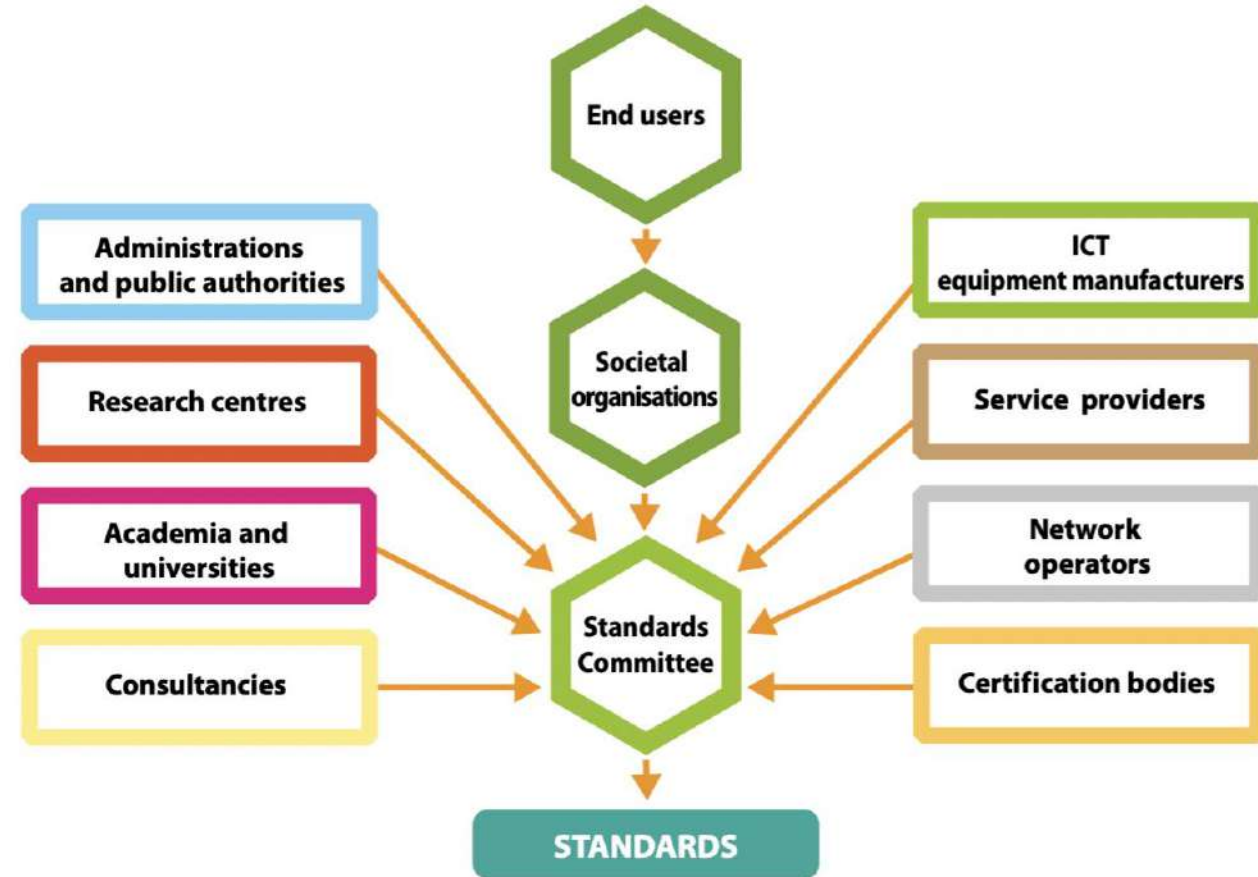 End users
Administrations
and public authorities
ICT
equipment manufacturers
Societal
organisations
Research centres
Service providers
Academia and
universities
Network
operators
Standards
Committee
Consultancies
Certification bodies
STANDARDS